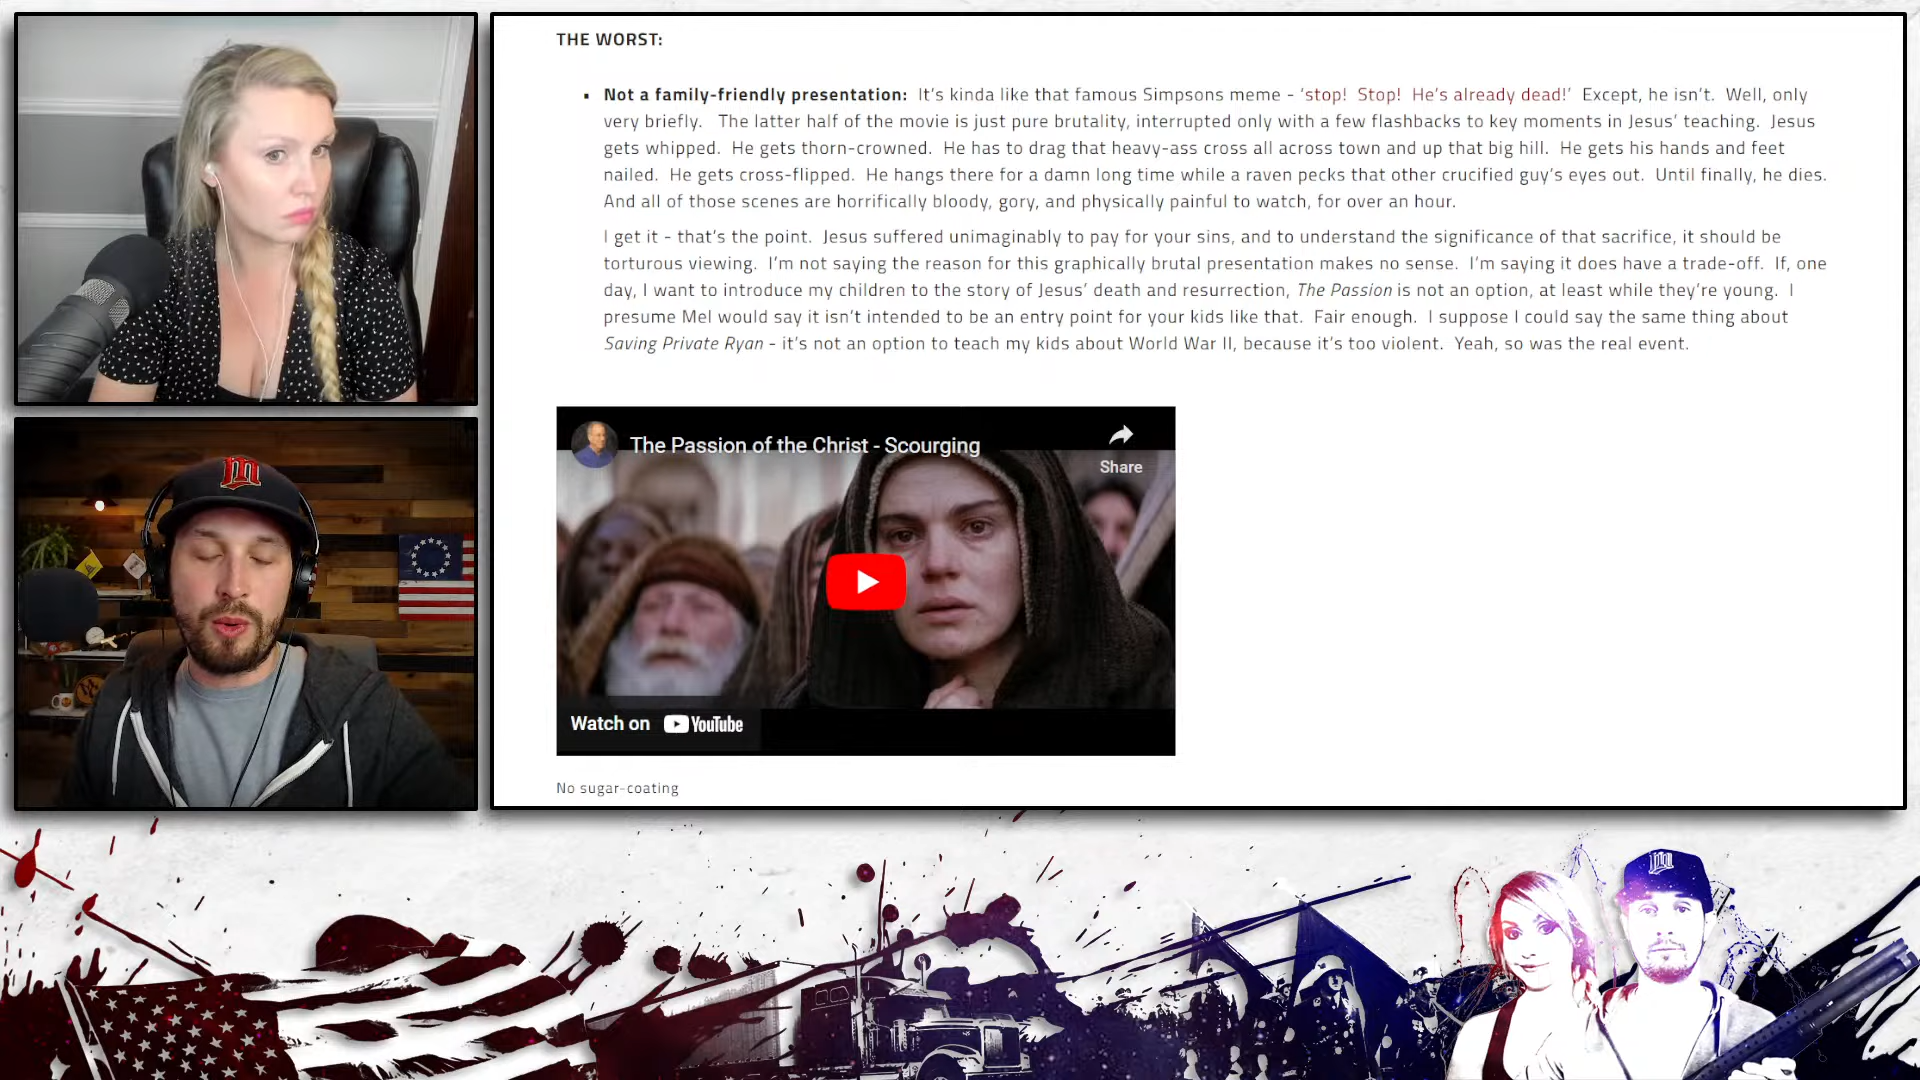 THE WORST:
Not a family-friendly presentation: It's kinda like that famous Simpsons meme - 'stop! Stop! He's already dead!' Except, he isn't. Well, only
very briefly. The latter half of the movie is just pure brutality, interrupted only with a few flashbacks to key moments in Jesus' teaching. Jesus
gets whipped. He gets thorn-crowned. He has to drag that heavy-ass cross all across town and up that big hill. He gets his hands and feet
nailed. He gets cross-flipped. He hangs there for a damn long time while a raven pecks that other crucified guy's eyes out. Until finally, he dies.
And all of those scenes are horrifically bloody, gory, and physically painful to watch, for over an hour.
I get it - that's the point. Jesus suffered unimaginably to pay for your sins, and to understand the significance of that sacrifice, it should be
torturous viewing. I'm not saying the reason for this graphically brutal presentation makes no sense. I'm saying it does have a trade-off. If, one
day, I want to introduce my children to the story of Jesus' death and resurrection, The Passion is not an option, at least while they're young. I
presume Mel would say it isn't intended to be an entry point for your kids like that. Fair enough. I suppose I could say the same thing about
Saving Private Ryan - it's not an option to teach my kids about World War II, because it's too violent. Yeah, so was the real event.
The Passion of the Christ - Scourging
Share
Watch on YouTube
No sugar-coating